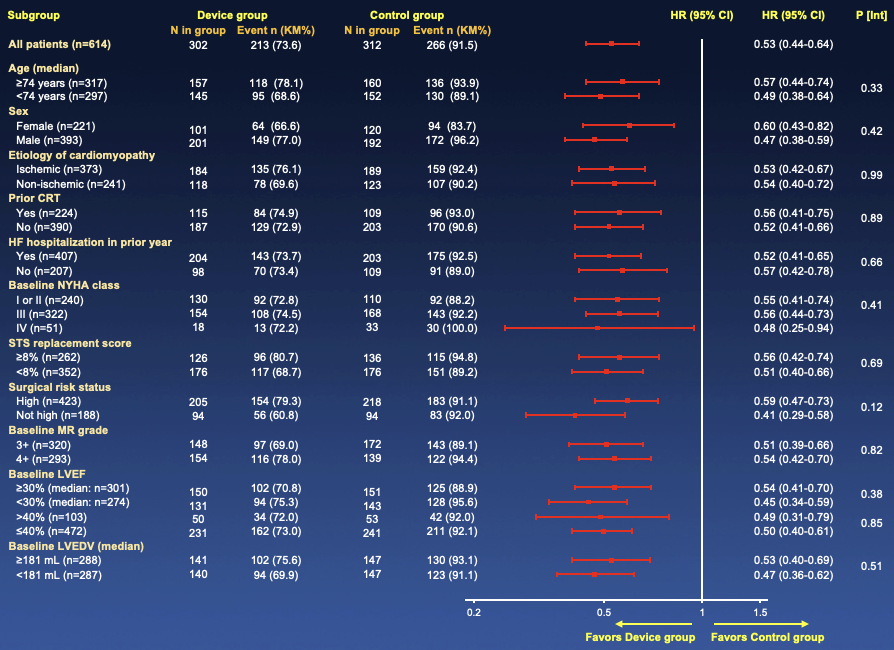 Subgroup Device group Control group HR (95% CI) HR (95% CI) P [Int]
N in group Event n (KM%) N in group Event n (KM%)
All patients (n=614) 302 213 (73.6) 312 266 (91.5) 0.53 (0.44-0.64)
Age (median)
≥74 years (n=317) 157 118 (78.1) 160 136 (93.9) 0.57 (0.44-0.74)
0.33
<74 years (n=297) 145 95 (68.6) 152 130 (89.1) 0.49 (0.38-0.64)
Sex
Female (n=221) 101 64 (66.6) 120 94 (83.7) 0.60 (0.43-0.82)
0.42
Male (n=393) 201 149 (77.0) 192 172 (96.2) 0.47 (0.38-0.59)
Etiology of cardiomyopathy
Ischemic (n=373) 184 135 (76.1) 189 159 (92.4) 0.53 (0.42-0.67)
0.99
Non-ischemic (n=241) 118 78 (69.6) 123 107 (90.2) 0.54 (0.40-0.72)
Prior CRT
Yes (n=224) 115 84 (74.9) 109 96 (93.0) 0.56 (0.41-0.75)
0.89
No (n=390) 187 129 (72.9) 203 170 (90.6) 0.52 (0.41-0.66)
HF hospitalization in prior year
Yes (n=407) 204 143 (73.7) 203 175 (92.5) 0.52 (0.41-0.65)
0.66
No (n=207) 98 70 (73.4) 109 91 (89.0) 0.57 (0.42-0.78)
Baseline NYHA class
I or II (n=240) 130 92 (72.8) 110 92 (88.2) 0.55 (0.41-0.74)
0.41
III (n=322) 154 108 (74.5) 168 143 (92.2) 0.56 (0.44-0.73)
IV (n=51) 18 13 (72.2) 33 30 (100.0) 0.48 (0.25-0.94)
STS replacement score
≥8% (n=262) 126 96 (80.7) 136 115 (94.8) 0.56 (0.42-0.74)
0.69
<8% (n=352) 176 117 (68.7) 176 151 (89.2) 0.51 (0.40-0.66)
Surgical risk status
High (n=423) 205 154 (79.3) 218 183 (91.1) 0.59 (0.47-0.73)
0.12
Not high (n=188) 94 56 (60.8) 94 83 (92.0) 0.41 (0.29-0.58)
Baseline MR grade
3+ (n=320) 148 97 (69.0) 172 143 (89.1) 0.51 (0.39-0.66)
0.82
4+ (n=293) 154 116 (78.0) 139 122 (94.4) 0.54 (0.42-0.70)
Baseline LVEF
≥30% (median: n=301) 150 102 (70.8) 151 125 (88.9) 0.54 (0.41-0.70)
0.38
<30% (median: n=274) 131 94 (75.3) 143 128 (95.6) 0.45 (0.34-0.59)
>40% (n=103) 50 34 (72.0) 53 42 (92.0) 0.49 (0.31-0.79)
0.85
≤40% (n=472) 231 162 (73.0) 241 211 (92.1) 0.50 (0.40-0.61)
Baseline LVEDV (median)
≥181 mL (n=288) 141 102 (75.6) 147 130 (93.1) 0.53 (0.40-0.69)
0.51
<181 mL (n=287) 140 94 (69.9) 147 123 (91.1) 0.47 (0.36-0.62)
0.2 0.5 1 1.5
Favors Device group Favors Control group